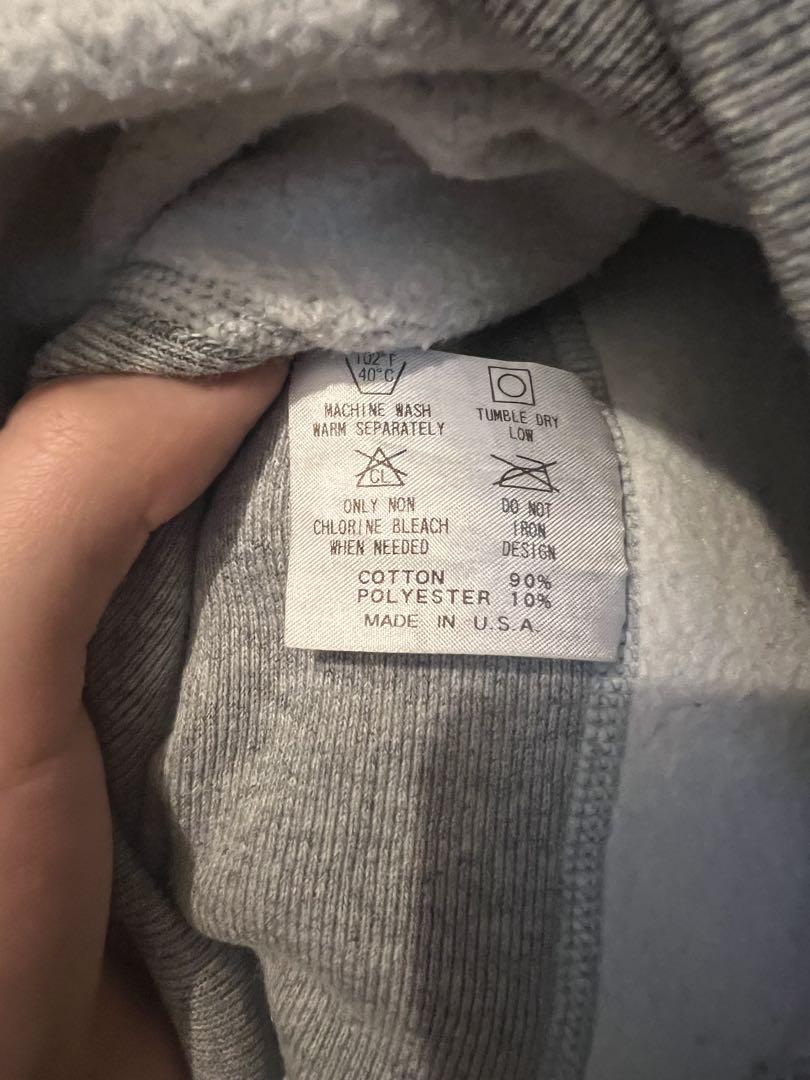 102°F
40°C
MACHINE WASH
WARM SEPARATELY
TUMBLE DRY
LOW
CL
ONLY NON
CHLORINE BLEACH
WHEN NEEDED
DO NOT
IRON
DESIGN
COTTON 90%
POLYESTER 10%
MADE IN U.S.A.